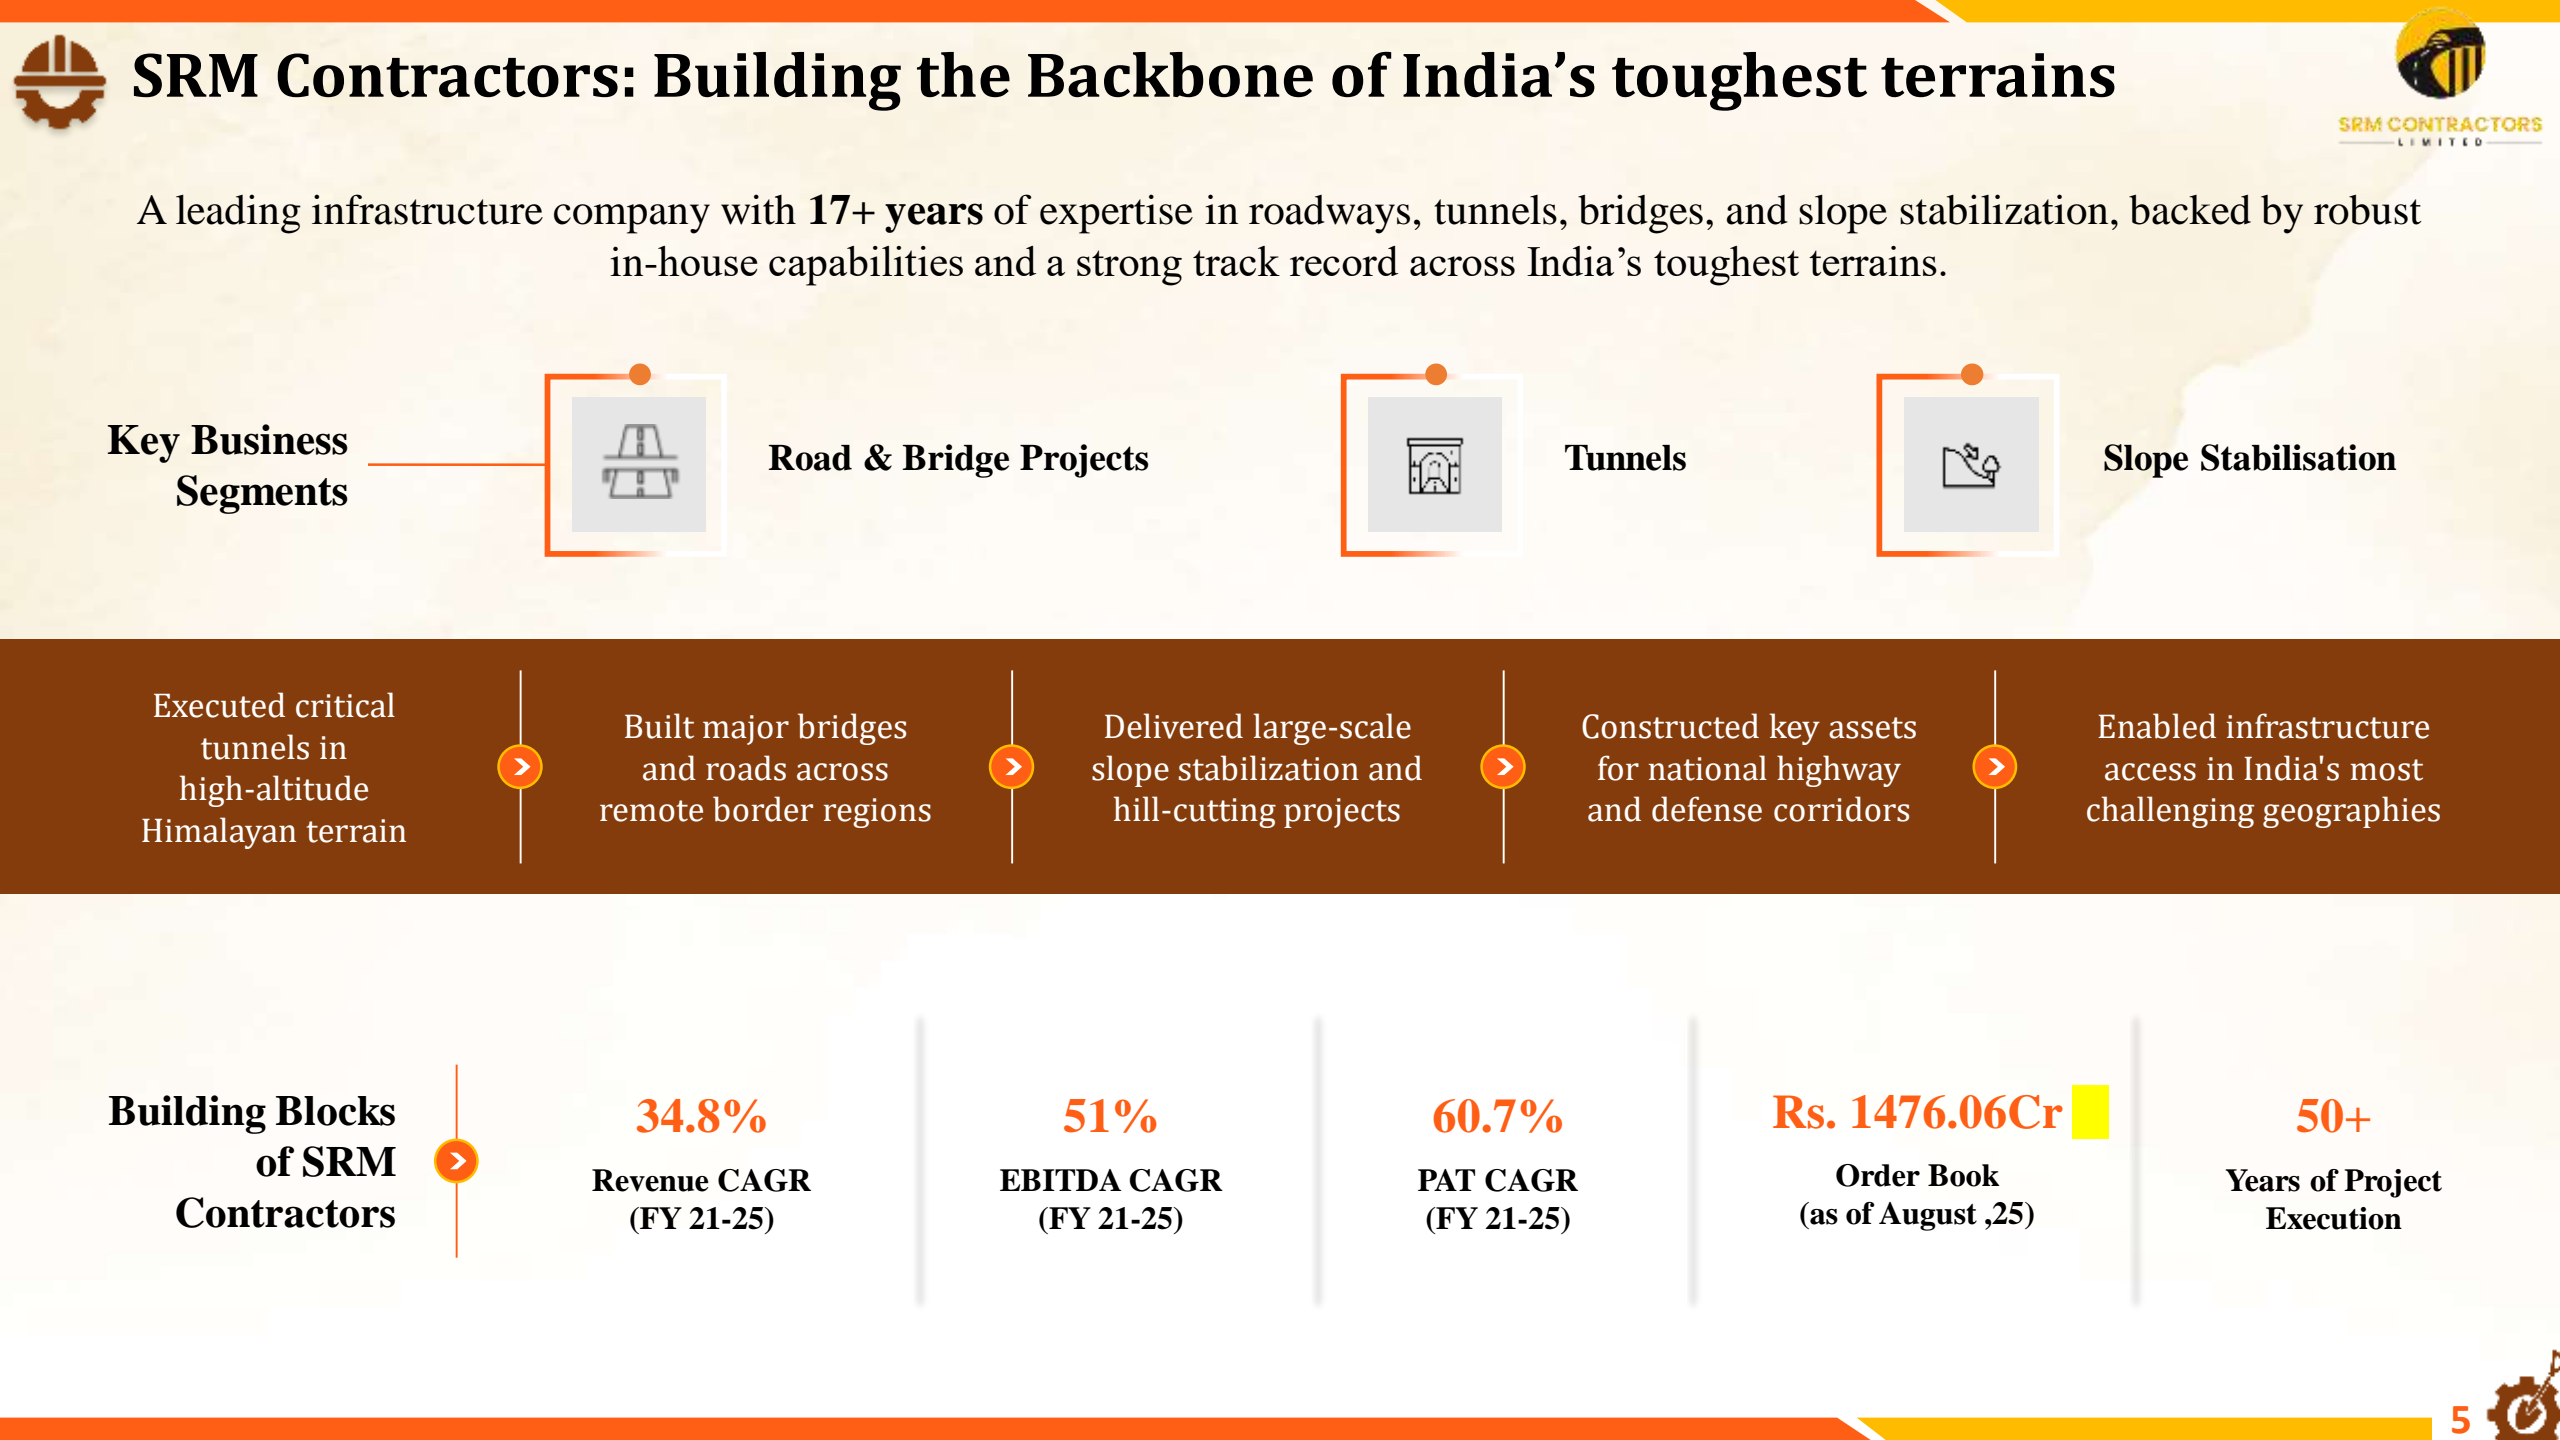 SRM Contractors: Building the Backbone of India’s toughest terrains
SRM CONTRACTORS
LIMITED
A leading infrastructure company with 17+ years of expertise in roadways, tunnels, bridges, and slope stabilization, backed by robust
in-house capabilities and a strong track record across India’s toughest terrains.
Key Business
Segments
Road & Bridge Projects
Tunnels
Slope Stabilisation
Executed critical
tunnels in
high-altitude
Himalayan terrain
Built major bridges
and roads across
remote border regions
Delivered large-scale
slope stabilization and
hill-cutting projects
Constructed key assets
for national highway
and defense corridors
Enabled infrastructure
access in India's most
challenging geographies
Building Blocks
of SRM
Contractors
34.8%
Revenue CAGR
(FY 21-25)
51%
EBITDA CAGR
(FY 21-25)
60.7%
PAT CAGR
(FY 21-25)
Rs. 1476.06Cr
Order Book
(as of August ,25)
50+
Years of Project
Execution
5